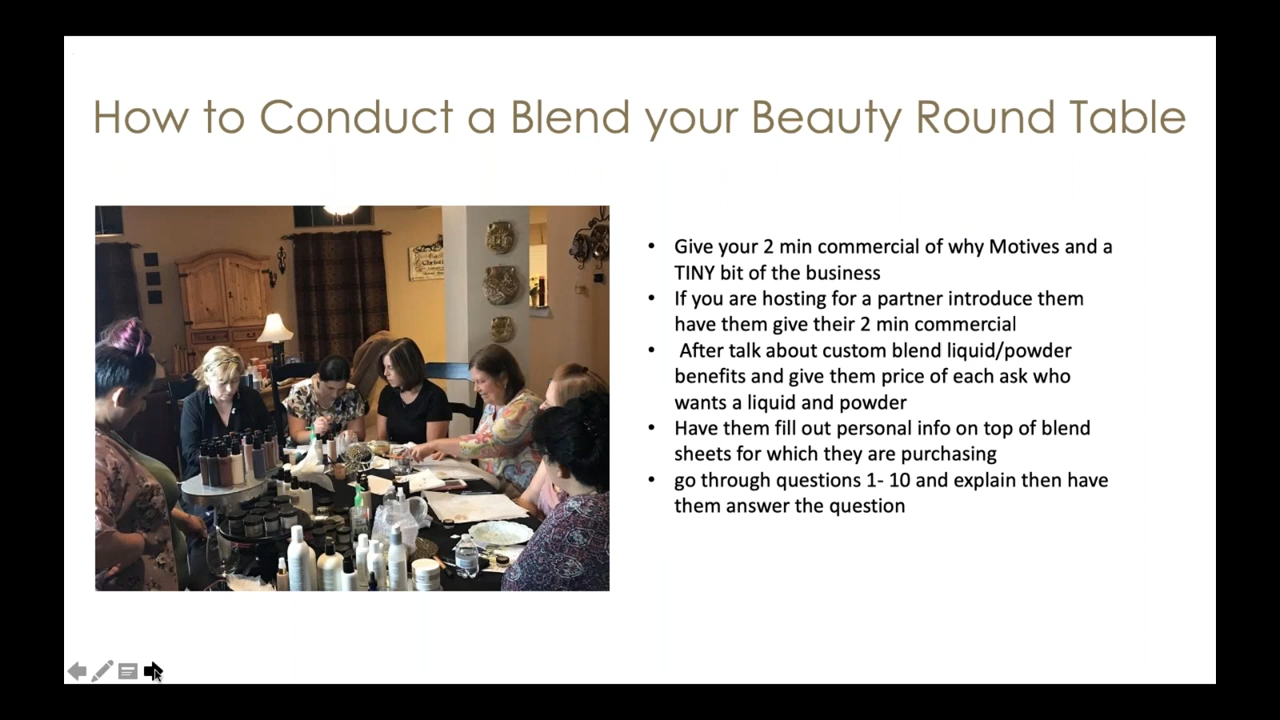 How to Conduct a Blend your Beauty Round Table
• Give your 2 min commercial of why Motives and a
TINY bit of the business
• If you are hosting for a partner introduce them
have them give their 2 min commercial
• After talk about custom blend liquid/powder
benefits and give them price of each ask who
wants a liquid and powder
• Have them fill out personal info on top of blend
sheets for which they are purchasing
• go through questions 1- 10 and explain then have
them answer the question